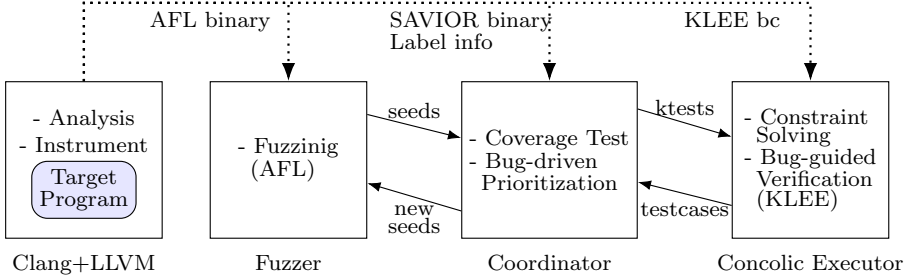 AFL binary
SAVIOR binary
Label info
KLEE bc
- Analysis
- Instrument
Target
Program
Clang+LLVM
- Fuzzinig
(AFL)
Fuzzer
seeds
new
seeds
- Coverage Test
- Bug-driven
Prioritization
Coordinator
ktests
testcases
- Constraint
Solving
- Bug-guided
Verification
(KLEE)
Concolic Executor